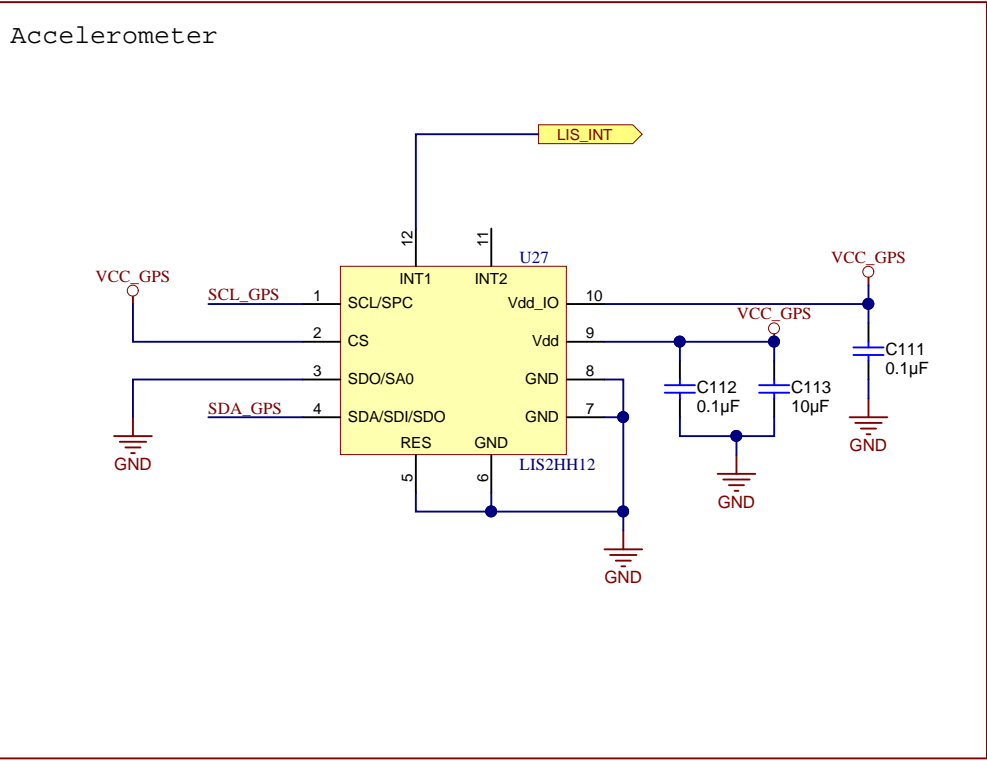 Accelerometer
LIS_INT
12
11
U27
VCC_GPS
VCC_GPS
INT1
INT2
SCL_GPS
1
SCL/SPC
Vdd_IO
10
VCC_GPS
2
CS
Vdd
9
C111
0.1µF
3
SDO/SA0
GND
8
C112
0.1µF
C113
10µF
SDA_GPS
4
SDA/SDI/SDO
GND
7
RES
GND
GND
GND
LIS2HH12
5
6
GND
GND